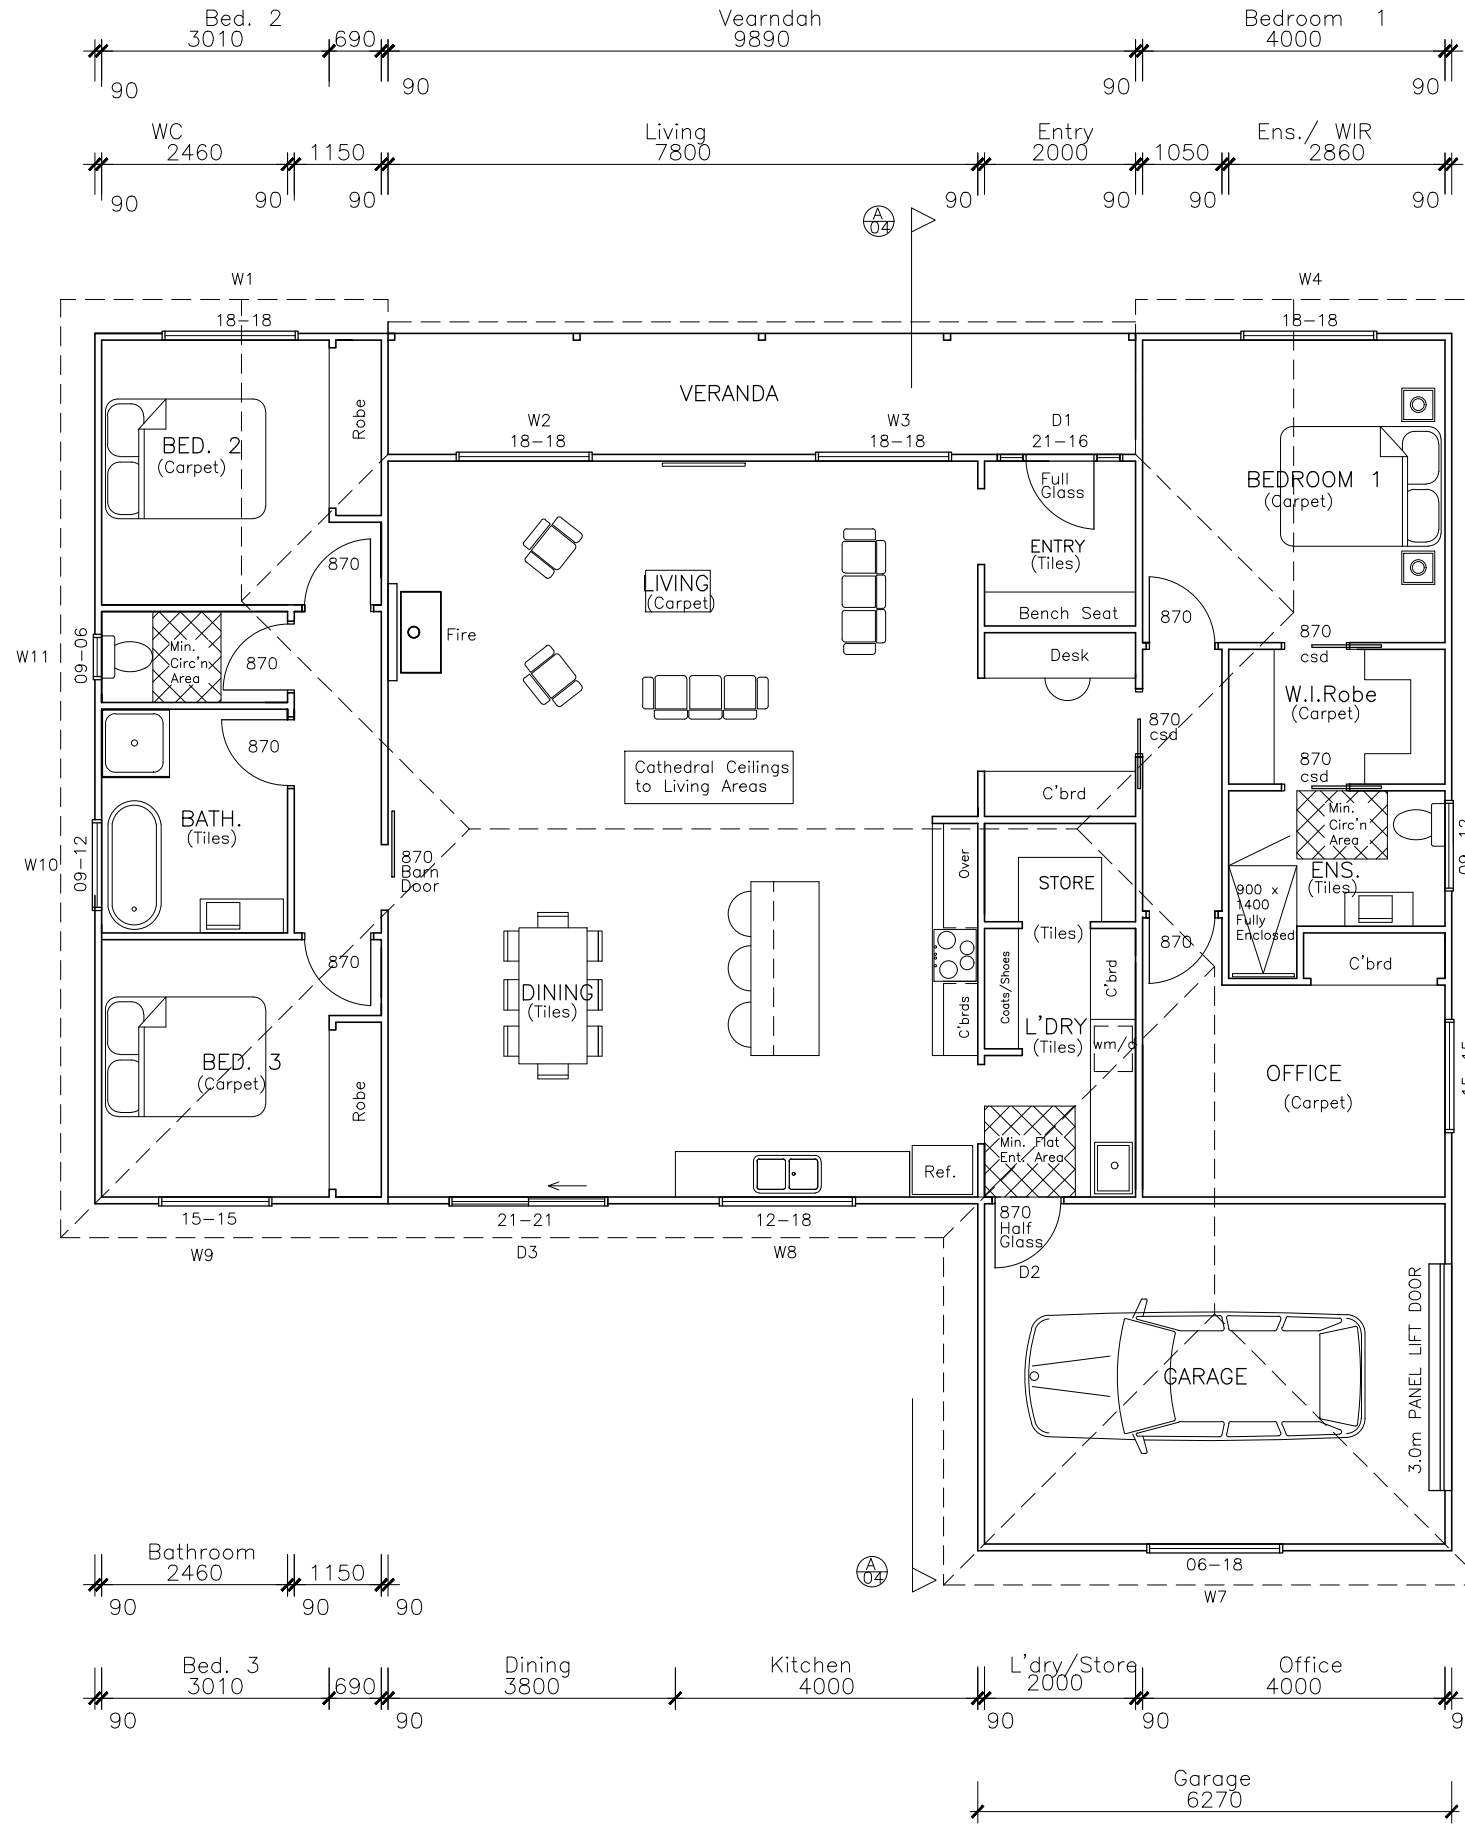 Bed. 2
Vearndah
Bedroom 1
3010
690
9890
4000
90
90
90
90
WC
Living
Entry
Ens./ WIR
2460
1150
7800
2000
1050
2860
90
90
90
90
90
90
90
A
04
W1
W4
18-18
18-18
VERANDA
W2
W3
D1
18-18
18-18
21-16
Robe
BED. 2
(Carpet)
Full
Glass
BEDROOM 1
(Carpet)
ENTRY
(Tiles)
870
LIVING
(Carpet)
Bench Seat
870
Fire
870
csd
W11
09-06
Min.
Circ'n
Area
870
Desk
W.I.Robe
(Carpet)
870
csd
870
Cathedral Ceilings
to Living Areas
870
csd
C'brd
BATH.
(Tiles)
Min.
Circ'n
Area
W10
09-12
870
Barn
Door
Over
STORE
(Tiles)
ENS.
(Tiles)
900 x
1400
Fully
Enclosed
870
870
C'brd
Coats/Shoes
C'brd
DINING
(Tiles)
C'brds
L'DRY
(Tiles)
wm/d
BED. 3
(Carpet)
Robe
OFFICE
(Carpet)
Min. Flat
Ent. Area
Ref.
15-15
21-21
12-18
870
Half
Glass
W9
D3
W8
D2
3.0m PANEL LIFT DOOR
GARAGE
Bathroom
2460
1150
90
90
90
A
04
06-18
W7
Bed. 3
Dining
Kitchen
L'dry/Store
Office
3010
690
3800
4000
2000
4000
90
90
90
90
Garage
6270